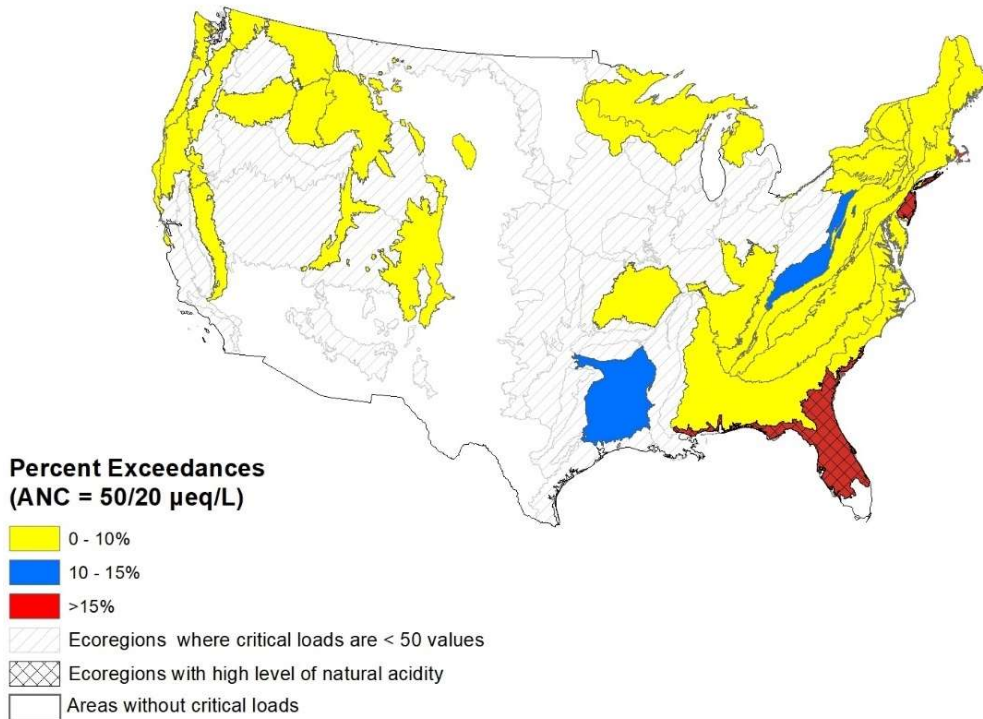 Percent Exceedances
(ANC = 50/20 µeq/L)
0 - 10%
10 - 15%
>15%
Ecoregions where critical loads are < 50 values
Ecoregions with high level of natural acidity
Areas without critical loads